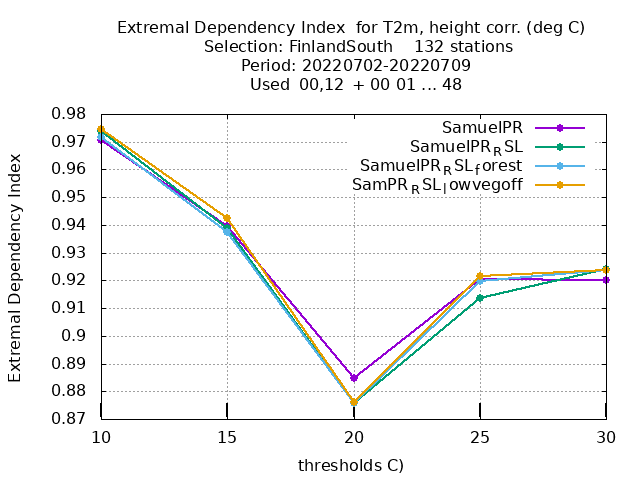 Extremal Dependency Index  for T2m, height corr. (deg C)
Selection: FinlandSouth    132 stations
Period: 20220702-20220709
Used  00,12  + 00 01 ... 48
SamuelPR
SamuelPR_RSL
SamuelPR_RSL_forest
SamPR_RSL_lowvegoff
Extremal Dependency Index
0.98
0.97
0.96
0.95
0.94
0.93
0.92
0.91
0.9
0.89
0.88
0.87
10 15 20 25 30
thresholds C)